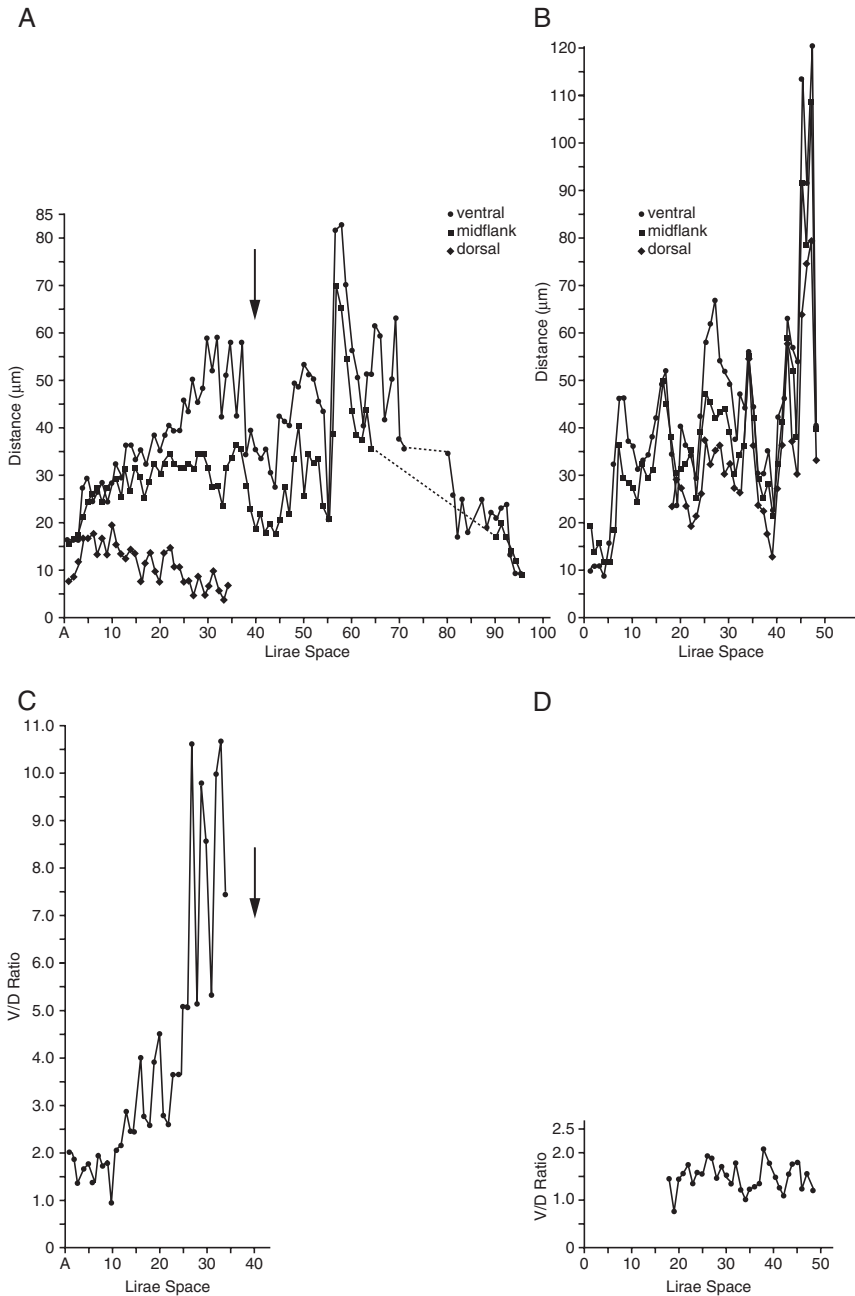 A
B
120
110
100
90
80
70
60
50
40
30
20
10
0
Distance (μm)
ventral
midflank
dorsal
0 10 20 30 40 50
Lirae Space
85
80
70
60
50
40
30
20
10
0
Distance (μm)
ventral
midflank
dorsal
A 10 20 30 40 50 60 70 80 90 100
Lirae Space
C
D
11.0
10.0
9.0
8.0
7.0
6.0
5.0
4.0
3.0
2.0
1.0
0
V/D Ratio
A 10 20 30 40
Lirae Space
2.5
2.0
1.0
0
V/D Ratio
0 10 20 30 40 50
Lirae Space